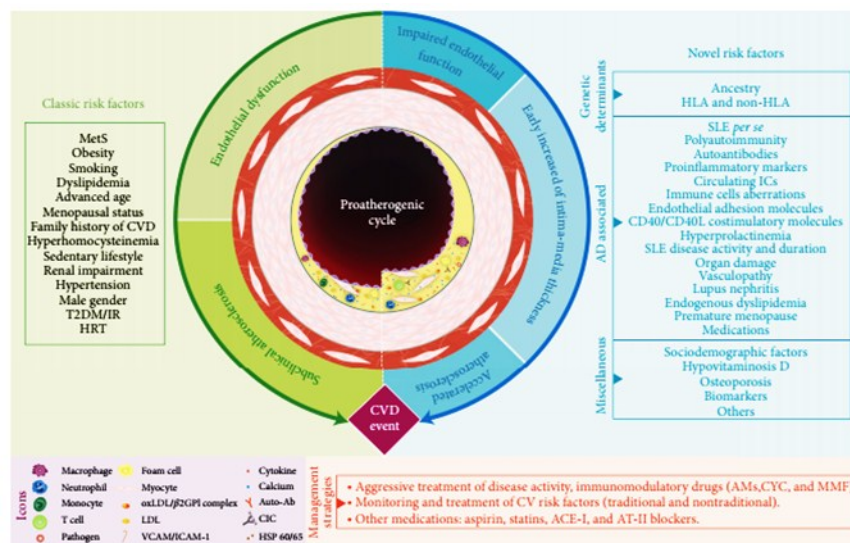 Classic risk factors
MetS
Obesity
Smoking
Dyslipidemia
Advanced age
Menopausal status
Family history of CVD
Hyperhomocysteinemia
Sedentary lifestyle
Renal impairment
Hypertension
Male gender
T2DM/IR
HRT
Endothelial dysfunction
Subclinical atherosclerosis
Impaired endothelial
function
Early increased of intima-media thickness
Accelerated
atherosclerosis
Proatherogenic
cycle
CVD
event
Novel risk factors
Genetic
determinants
Ancestry
HLA and non-HLA
AD associated
SLE per se
Polyautoimmunity
Autoantibodies
Proinflammatory markers
Circulating ICs
Immune cells aberrations
Endothelial adhesion molecules
CD40/CD40L costimulatory molecules
Hyperprolactinemia
SLE disease activity and duration
Organ damage
Vasculopathy
Lupus nephritis
Endogenous dyslipidemia
Premature menopause
Medications
Miscellaneous
Sociodemographic factors
Hypovitaminosis D
Osteoporosis
Biomarkers
Others
Icons
Macrophage
Neutrophil
Monocyte
T cell
Pathogen
Foam cell
Myocyte
oxLDL/β2GPI complex
LDL
VCAM/ICAM-1
Cytokine
Calcium
Auto-Ab
CIC
HSP 60/65
Management
strategies
• Aggressive treatment of disease activity, immunomodulatory drugs (AMs,CYC, and MMF
• Monitoring and treatment of CV risk factors (traditional and nontraditional).
• Other medications: aspirin, statins, ACE-I, and AT-II blockers.